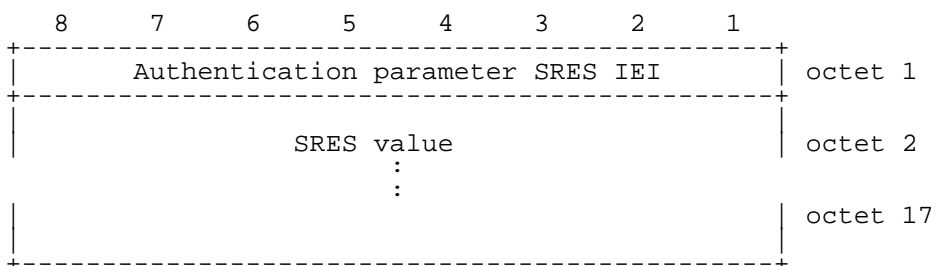 8 7 6 5 4 3 2 1
Authentication parameter SRES IEI octet 1
SRES value octet 2
:
:
octet 17